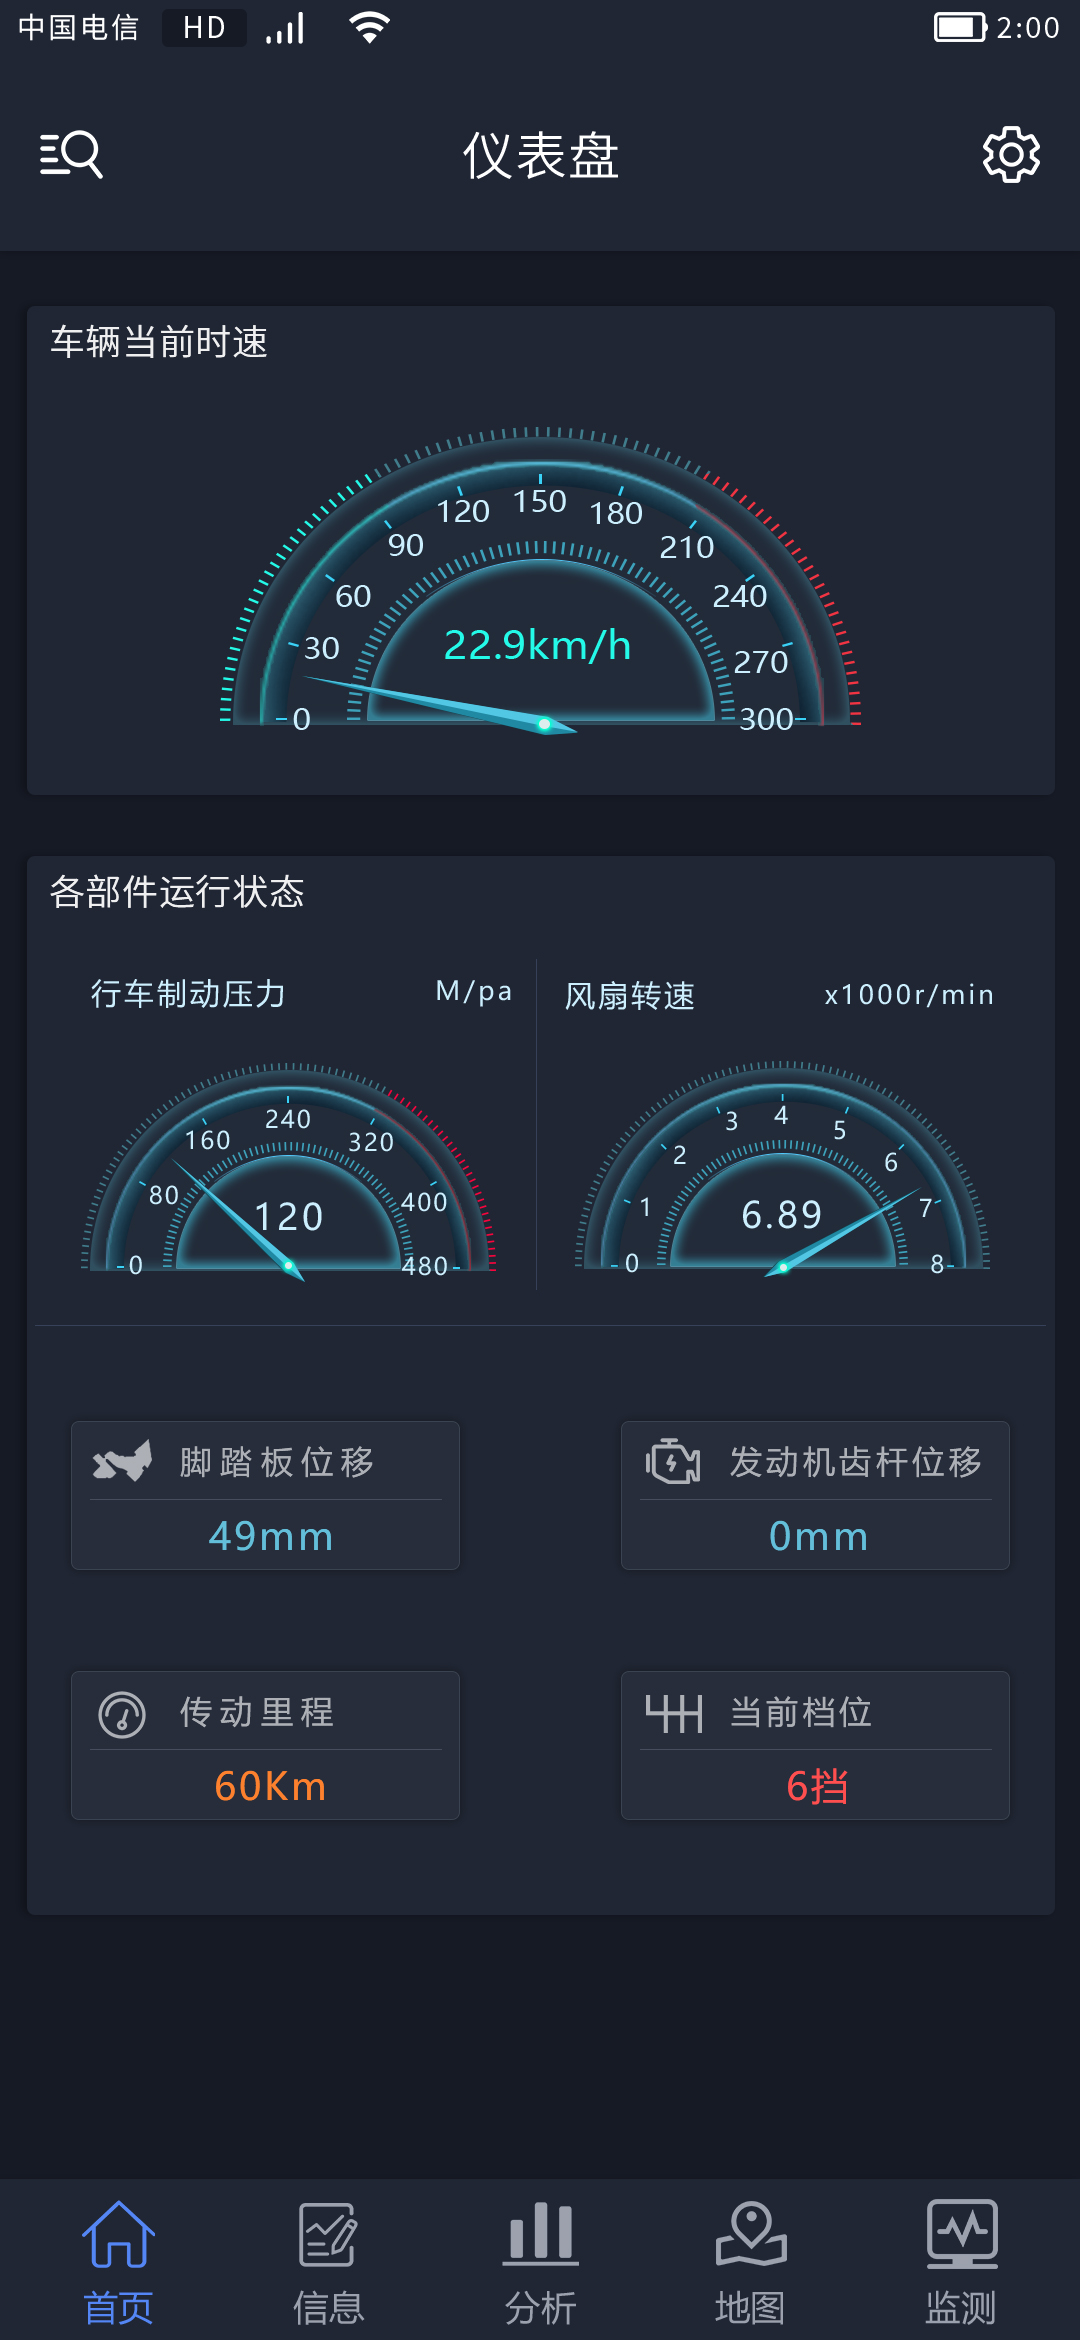 中国电信 HD 2:00
仪表盘
车辆当前时速
0 30 60 90 120 150 180 210 240 270 300
22.9km/h
各部件运行状态
行车制动压力 M/pa
0 80 160 240 320 400 480
120
风扇转速 x1000r/min
0 1 2 3 4 5 6 7 8
6.89
脚踏板位移
49mm
发动机齿杆位移
0mm
传动里程
60Km
当前档位
6挡
首页 信息 分析 地图 监测